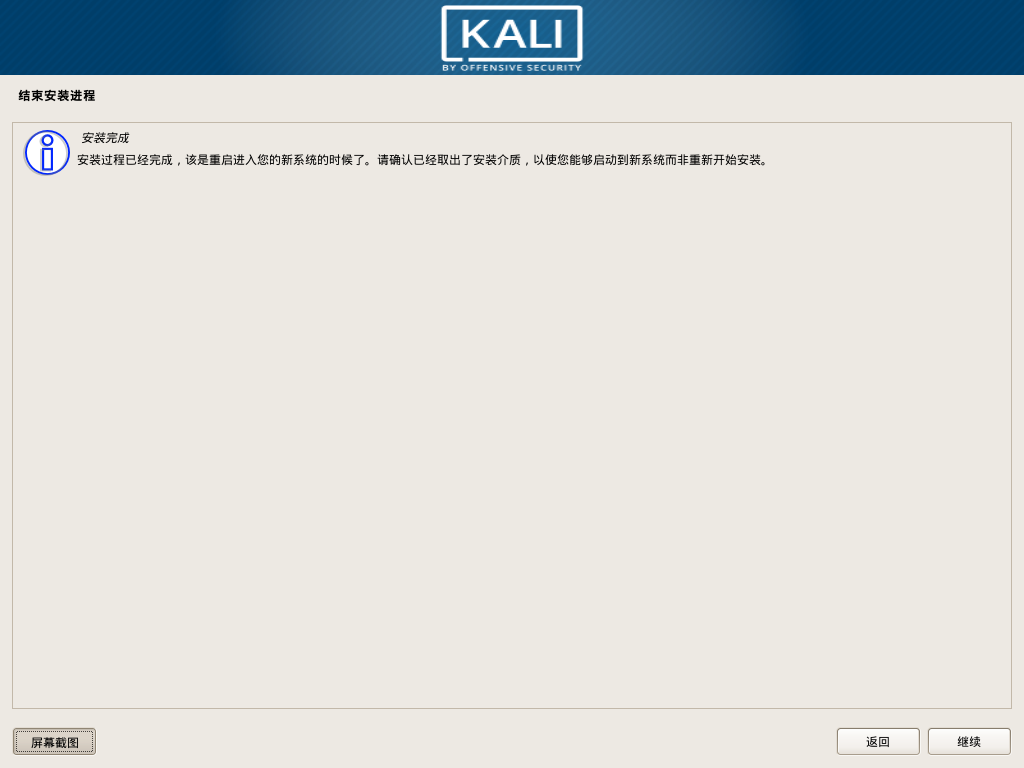 KALI
BY OFFENSIVE SECURITY
结束安装进程
安装完成
安装过程已经完成，该是重启进入您的新系统的时候了。请确认已经取出了安装介质，以使您能够启动到新系统而非重新开始安装。
屏幕截图
返回
继续